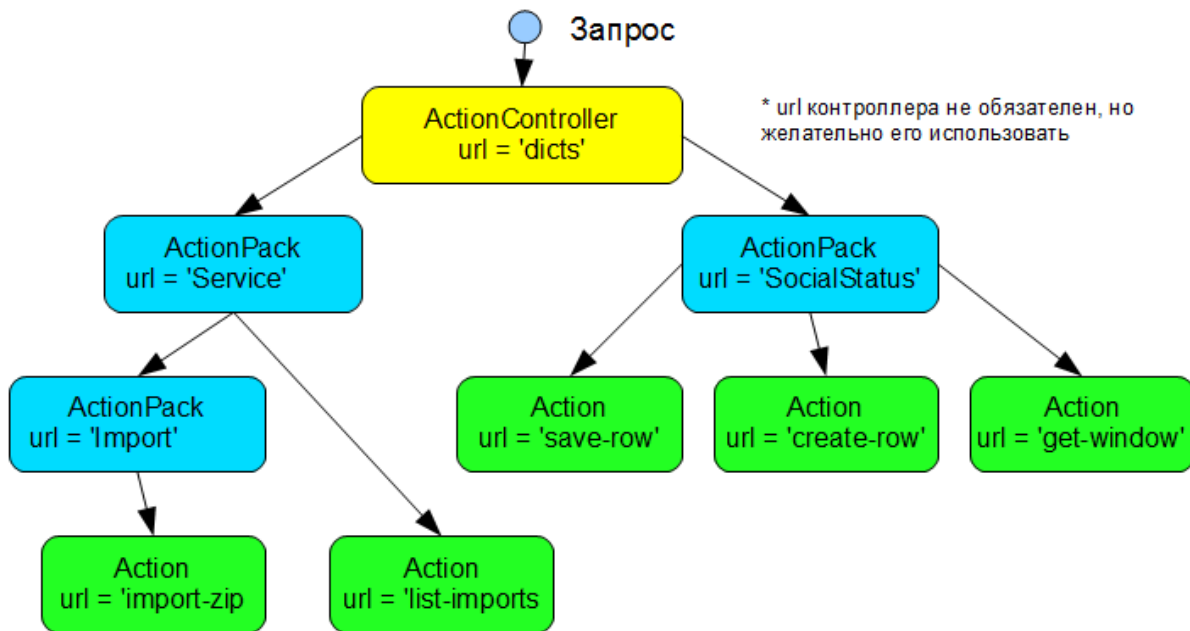 Запрос
ActionController
url = 'dicts'
* url контроллера не обязателен, но
желательно его использовать
ActionPack
url = 'Service'
ActionPack
url = 'SocialStatus'
ActionPack
url = 'Import'
Action
url = 'save-row'
Action
url = 'create-row'
Action
url = 'get-window'
Action
url = 'import-zip
Action
url = 'list-imports